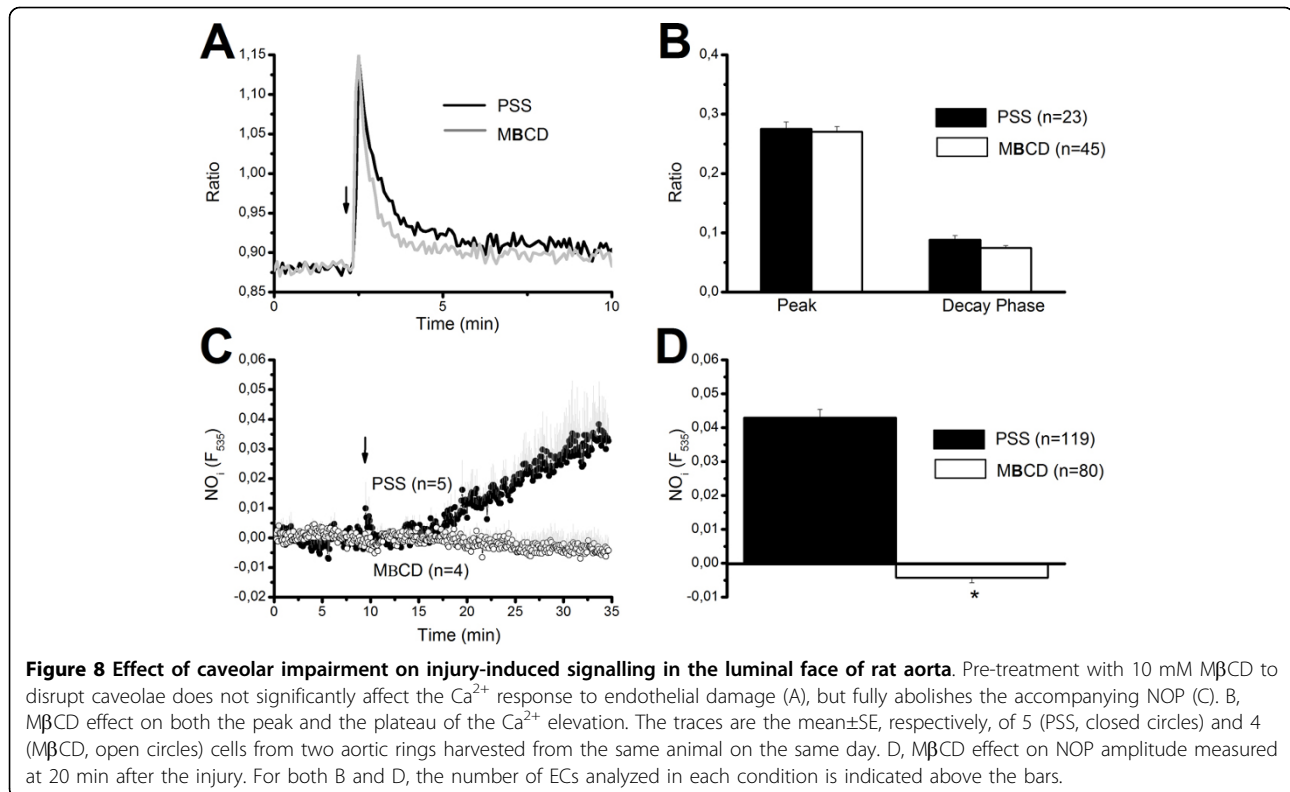 A
1,15
1,10
1,05
1,00
0,95
0,90
0,85
Ratio
PSS
MBCD
0
5
10
Time (min)
B
0,4
0,3
0,2
0,1
0,0
Ratio
PSS (n=23)
MBCD (n=45)
Peak
Decay Phase
C
0,06
0,05
0,04
0,03
0,02
0,01
0,00
-0,01
-0,02
NOi (F535)
PSS (n=5)
MBCD (n=4)
0
5
10
15
20
25
30
35
Time (min)
D
0,06
0,05
0,04
0,03
0,02
0,01
0,00
-0,01
NOi (F535)
PSS (n=119)
MBCD (n=80)
*
Figure 8 Effect of caveolar impairment on injury-induced signalling in the luminal face of rat aorta. Pre-treatment with 10 mM MβCD to
disrupt caveolae does not significantly affect the Ca2+ response to endothelial damage (A), but fully abolishes the accompanying NOP (C). B,
MβCD effect on both the peak and the plateau of the Ca2+ elevation. The traces are the mean±SE, respectively, of 5 (PSS, closed circles) and 4
(MβCD, open circles) cells from two aortic rings harvested from the same animal on the same day. D, MβCD effect on NOP amplitude measured
at 20 min after the injury. For both B and D, the number of ECs analyzed in each condition is indicated above the bars.